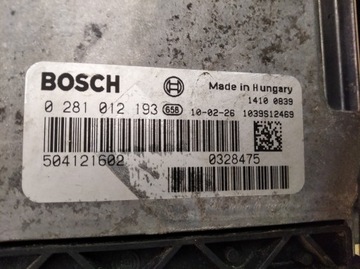 BOSCH
Made in Hungary
1410 0839
0 281 012 193 658 10-02-26 1039S12469
504121602 0328475